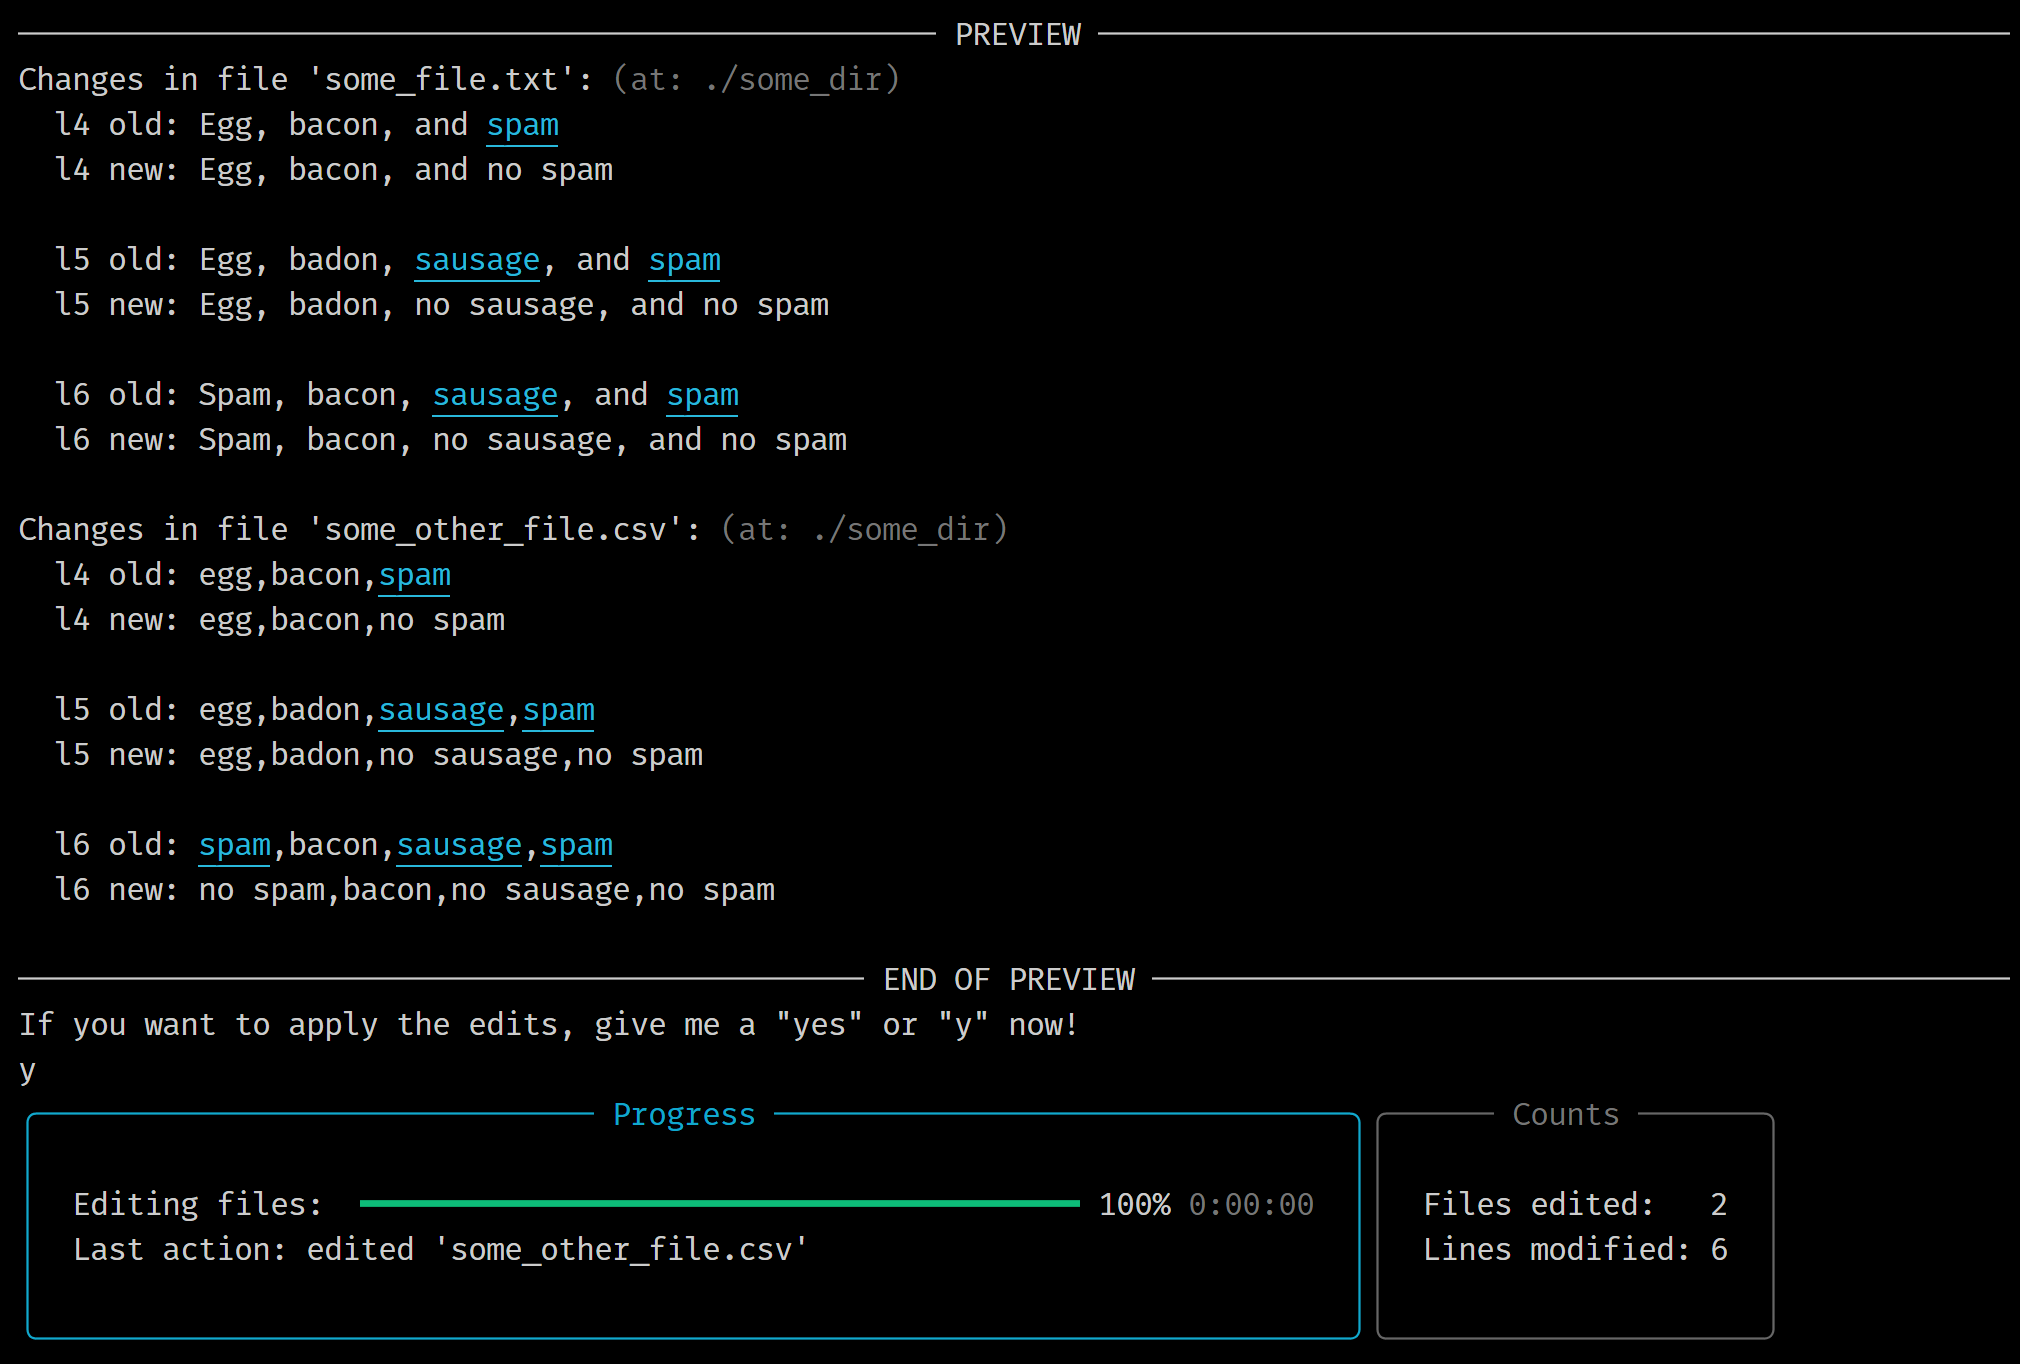 PREVIEW
Changes in file 'some_file.txt': (at: ./some_dir)
l4 old: Egg, bacon, and spam
l4 new: Egg, bacon, and no spam
l5 old: Egg, badon, sausage, and spam
l5 new: Egg, badon, no sausage, and no spam
l6 old: Spam, bacon, sausage, and spam
l6 new: Spam, bacon, no sausage, and no spam
Changes in file 'some_other_file.csv': (at: ./some_dir)
l4 old: egg,bacon,spam
l4 new: egg,bacon,no spam
l5 old: egg,badon,sausage,spam
l5 new: egg,badon,no sausage,no spam
l6 old: spam,bacon,sausage,spam
l6 new: no spam,bacon,no sausage,no spam
END OF PREVIEW
If you want to apply the edits, give me a "yes" or "y" now!
y
Progress
Editing files: 100% 0:00:00
Last action: edited 'some_other_file.csv'
Counts
Files edited: 2
Lines modified: 6